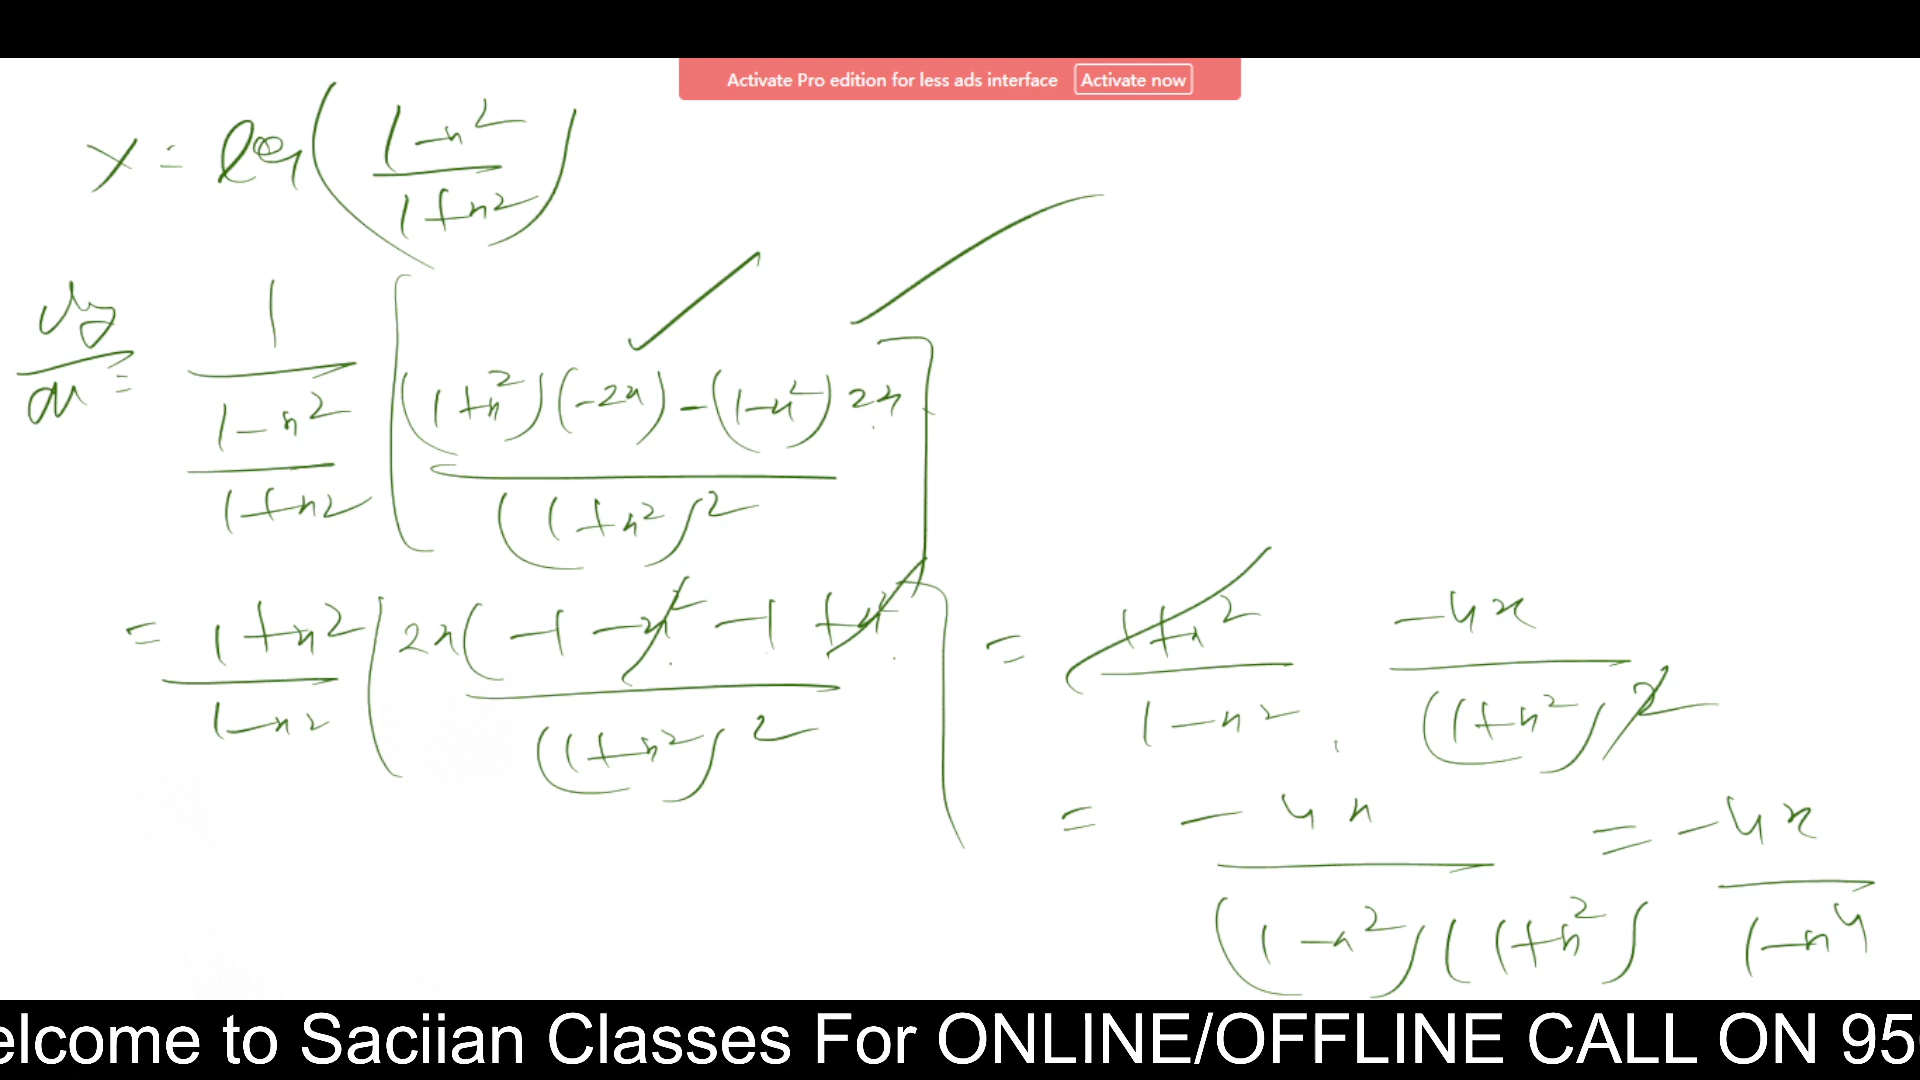 Activate Pro edition for less ads interface Activate now
y = log((1-x²)/(1+x²))
dy/dx = 1/((1-x²)/(1+x²)) [((1+x²)(-2x) - (1-x²)2x)/((1+x²)²)]
= (1+x²)/(1-x²) [2x(-1-x²-1+x²)/((1+x²)²)]
= (1+x²)/(1-x²) . -4x/((1+x²)²)
= -4x/((1-x²)(1+x²)) = -4x/(1-x⁴)
elcome to Saciian Classes For ONLINE/OFFLINE CALL ON 95